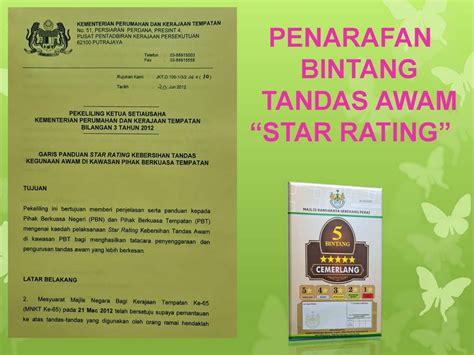 KEMENTERIAN PERUMAHAN DAN KERAJAAN TEMPATAN
No. 51, PERSIARAN PERDANA, PRESINT 4,
PUSAT PENTADBIRAN KERAJAAN PERSEKUTUAN
62100 PUTRAJAYA
Telefon
Faksimili
Rujukan Kami
Tarikh
Jun 2012
PEKELILING KETUA SETIAUSAHA
KEMENTERIAN PERUMAHAN DAN KERAJAAN TEMPATAN
BILANGAN 3 TAHUN 2012
GARIS PANDUAN STAR RATING KEBERSIHAN TANDAS
KEGUNAAN AWAM DI KAWASAN PIHAK BERKUASA TEMPATAN
TUJUAN
Pekeliling ini bertujuan memberi penjelasan serta panduan kepada
Pihak Berkuasa Negeri (PBN) dan Pihak Berkuasa Tempatan (PBT)
mengenai kaedah pelaksanaan Star Rating Kebersihan Tandas Awam
di kawasan PBT bagi menghasilkan tatacara penyenggaraan dan
pengurusan tandas awam yang lebih berkesan.
LATAR BELAKANG
2. Mesyuarat Majlis Negara Bagi Kerajaan Tempatan Ke-65
(MNKT Ke-65) pada 21 Mac 2012 telah bersetuju supaya pemantauan
ke atas tandas-tandas yang digunakan oleh orang ramai hendaklah
PENARAFAN
BINTANG
TANDAS AWAM
“STAR RATING”
MAJLIS BANDARAYA SEBERANG PERAI
5
BINTANG
CEMERLANG
5 4 3 2 1